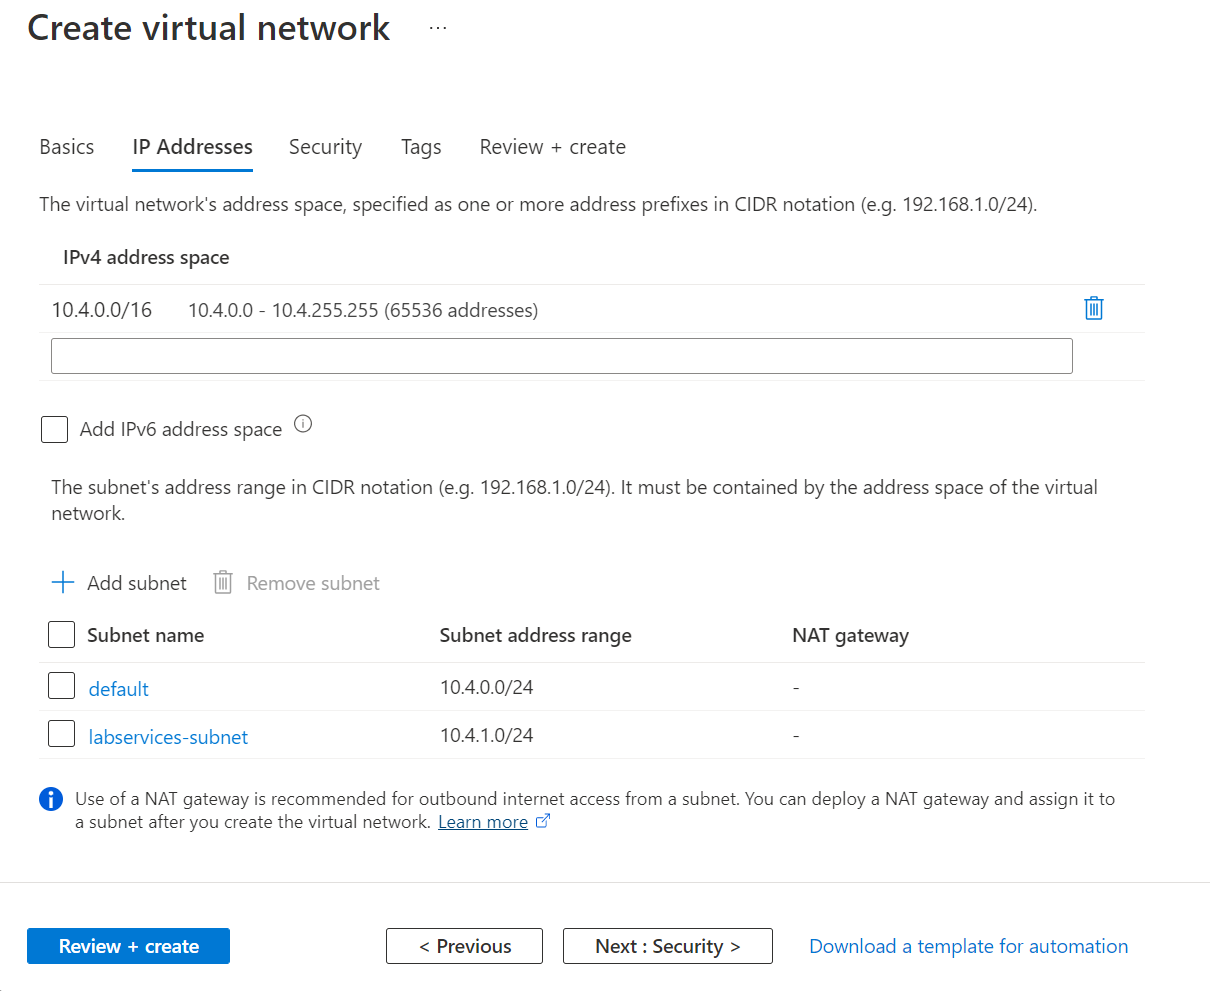 Create virtual network ...
Basics IP Addresses Security Tags Review + create
The virtual network's address space, specified as one or more address prefixes in CIDR notation (e.g. 192.168.1.0/24).
IPv4 address space
10.4.0.0/16 10.4.0.0 - 10.4.255.255 (65536 addresses)
Add IPv6 address space
The subnet's address range in CIDR notation (e.g. 192.168.1.0/24). It must be contained by the address space of the virtual
network.
Add subnet Remove subnet
Subnet name Subnet address range NAT gateway
default 10.4.0.0/24 -
labservices-subnet 10.4.1.0/24 -
Use of a NAT gateway is recommended for outbound internet access from a subnet. You can deploy a NAT gateway and assign it to
a subnet after you create the virtual network. Learn more
Review + create < Previous Next : Security > Download a template for automation